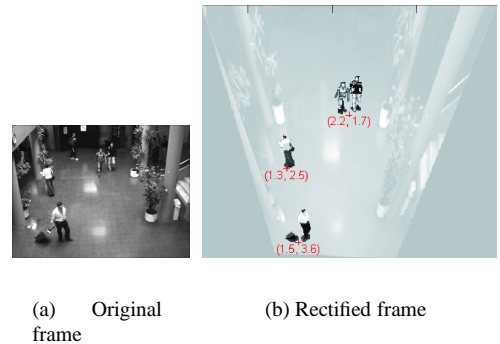 (2.2, 1.7)
(1.3, 2.5)
(1.5, 3.6)
(a) Original
frame
(b) Rectified frame